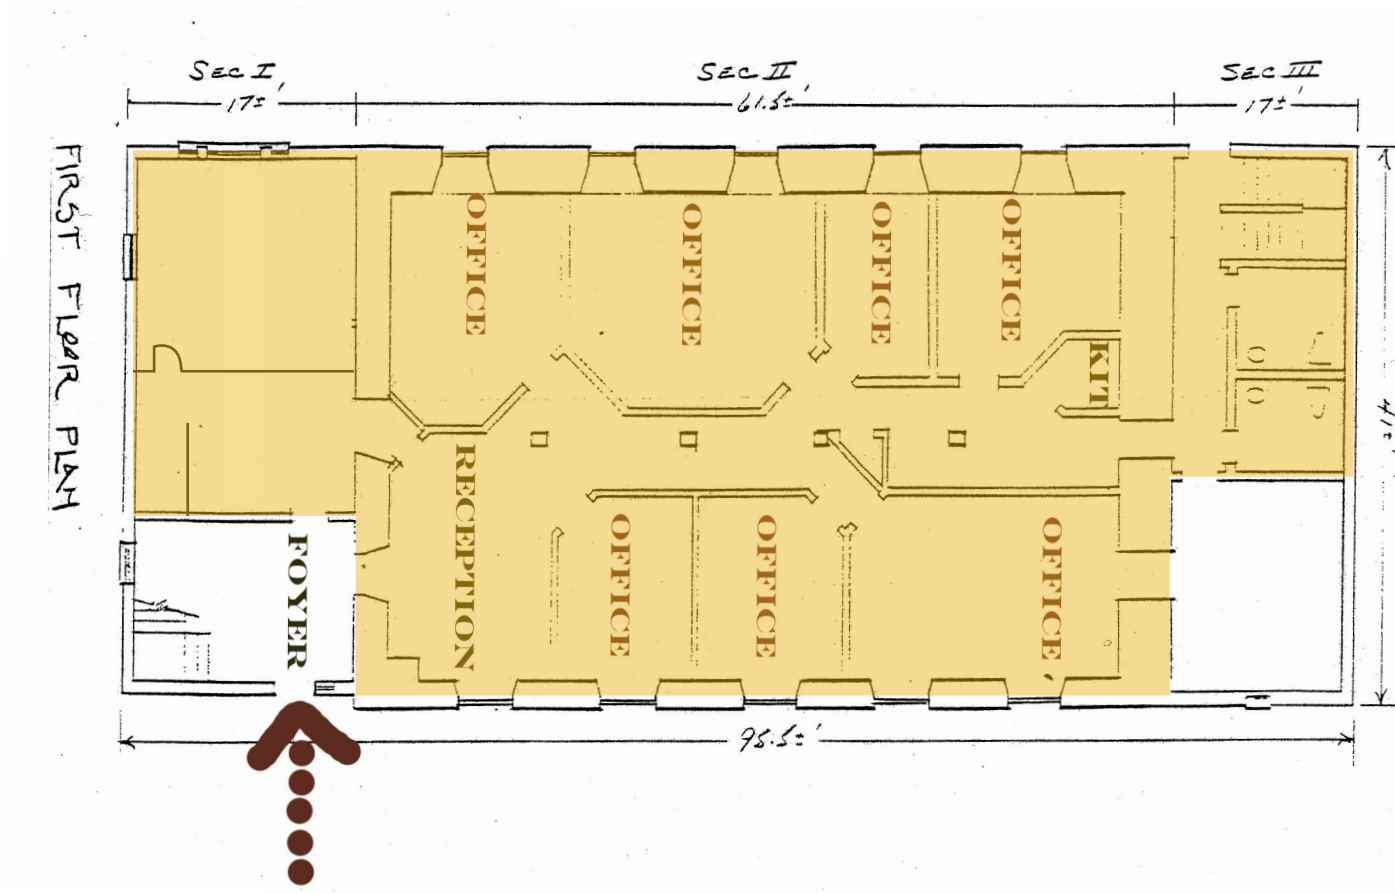 SEC I
SEC II
SEC III
17±'
61.5±'
17±'
FIRST FLOOR PLAN
OFFICE
OFFICE
OFFICE
OFFICE
KIT
RECEPTION
OFFICE
OFFICE
OFFICE
FOYER
95.5±'